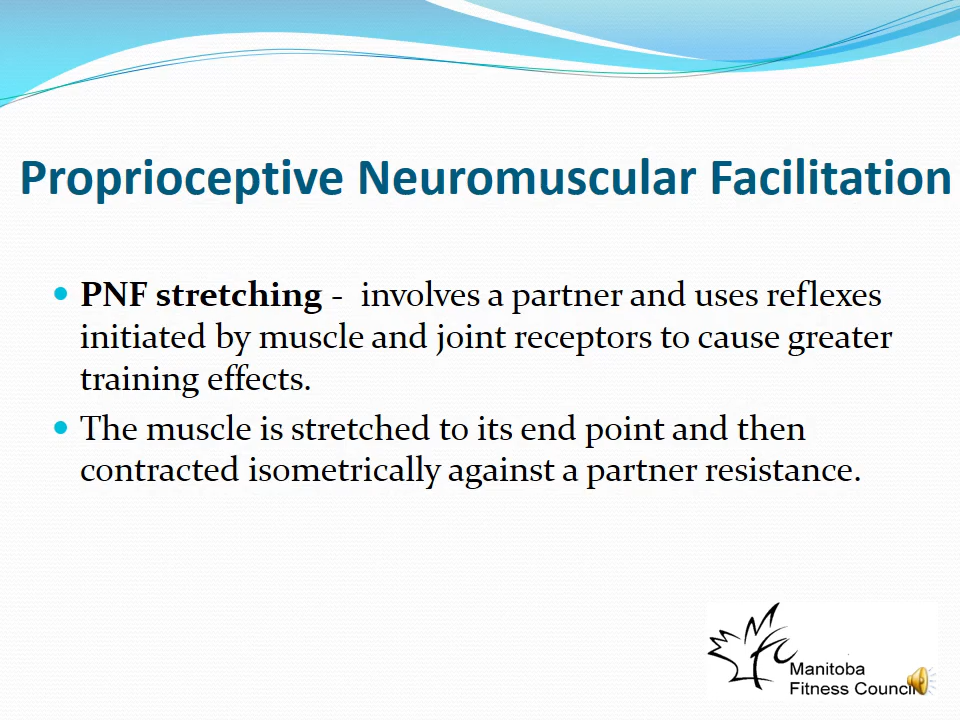 Proprioceptive Neuromuscular Facilitation
PNF stretching - involves a partner and uses reflexes
initiated by muscle and joint receptors to cause greater
training effects.
The muscle is stretched to its end point and then
contracted isometrically against a partner resistance.
Manitoba
Fitness Council